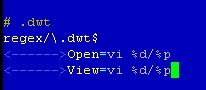 # .dwt
regex/\.dwt$
<------>Open=vi %d/%p
<------>View=vi %d/%p